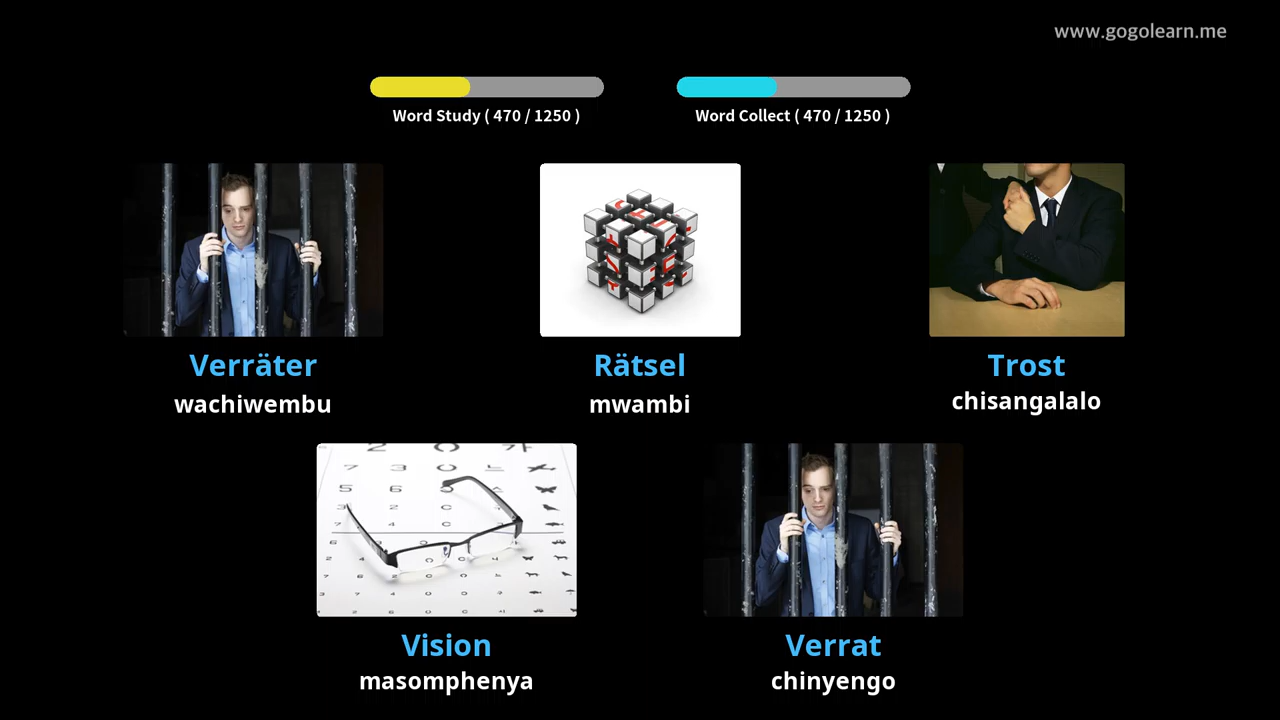 www.gogolearn.me
Word Study ( 470 / 1250 )
Word Collect ( 470 / 1250 )
Verräter
wachiwembu
Rätsel
mwambi
Trost
chisangalalo
Vision
masomphenya
Verrat
chinyengo